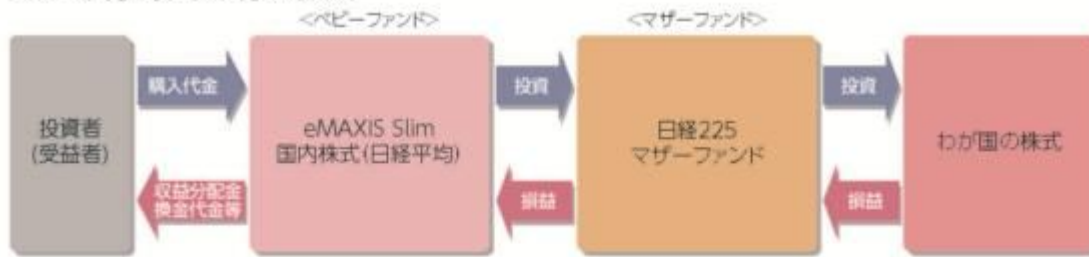 <ベビーファンド>
<マザーファンド>
購入代金
投資
投資
投資者
(受益者)
eMAXIS Slim
国内株式(日経平均)
日経225
マザーファンド
わが国の株式
収益分配金
換金代金等
損益
損益